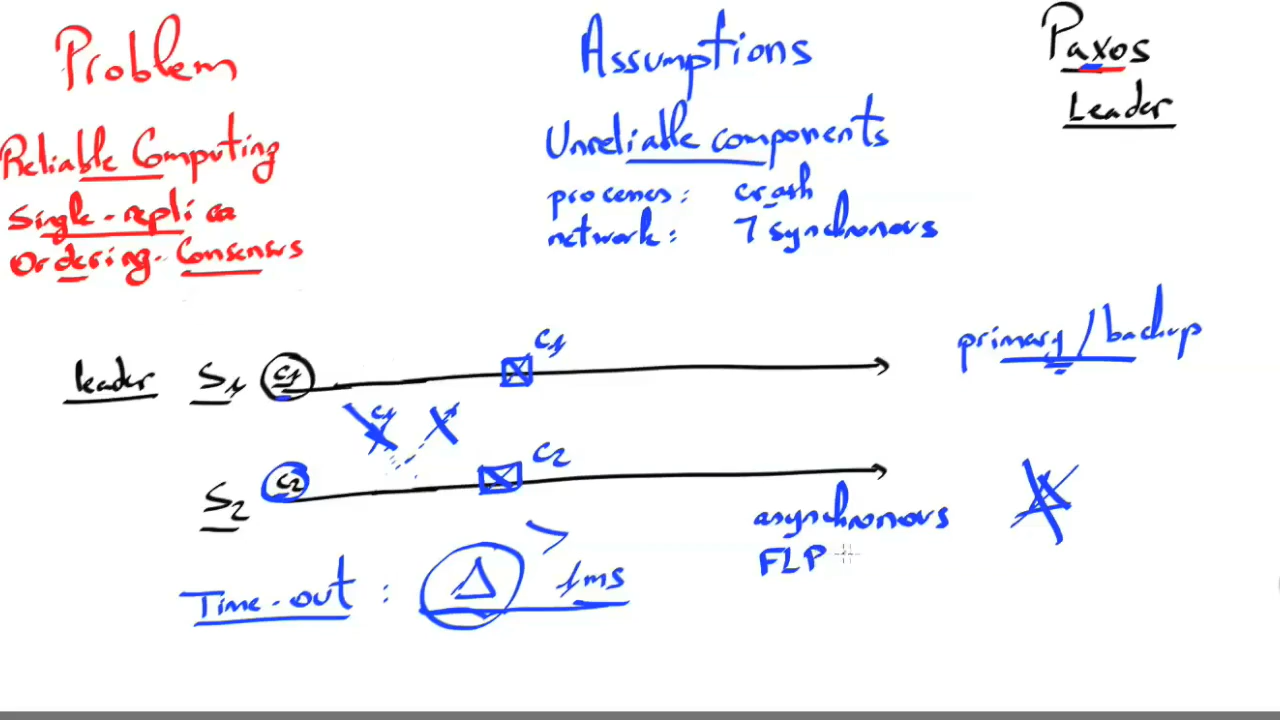 Problem
Reliable Computing
Single-replica
Ordering-Consensus
Assumptions
Unreliable components
processes: crash
network: ¬ synchronous
Paxos
Leader
primary/backup
leader S1 c1
c1
c1
S2 c2
c2
asynchronous
FLP
Time-out: Δ > 1ms
Δ